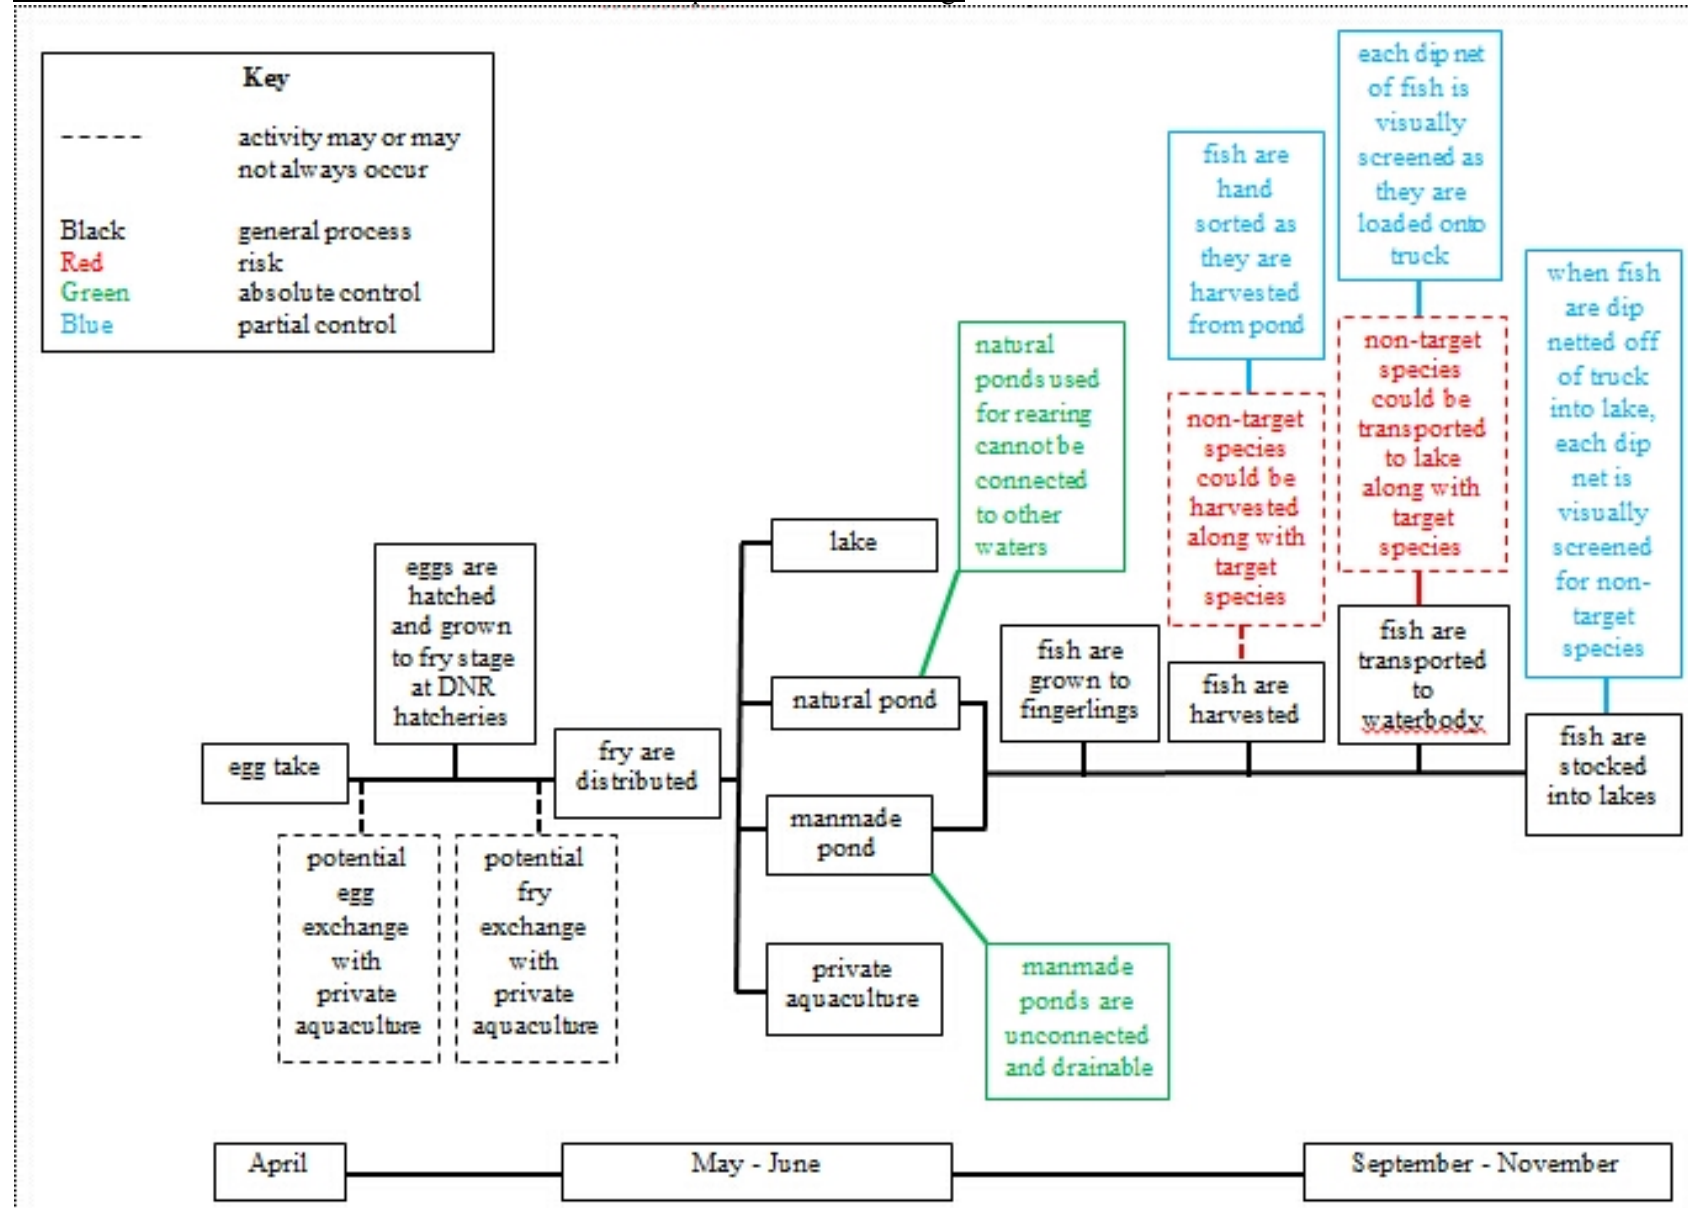 Key
----- activity may or may
not always occur
Black general process
Red risk
Green absolute control
Blue partial control
each dip net
of fish is
visually
screened as
they are
loaded onto
truck
fish are
hand
sorted as
they are
harvested
from pond
when fish
are dip
netted off
of truck
into lake,
each dip
net is
visually
screened
for non-
target
species
natural
ponds used
for rearing
cannot be
connected
to other
waters
non-target
species
could be
harvested
along with
target
species
non-target
species
could be
transported
to lake
along with
target
species
egg take
eggs are
hatched
and grown
to fry stage
at DNR
hatcheries
potential
egg
exchange
with
private
aquaculture
potential
fry
exchange
with
private
aquaculture
fry are
distributed
lake
natural pond
manmade
pond
private
aquaculture
manmade
ponds are
unconnected
and drainable
fish are
grown to
fingerlings
fish are
harvested
fish are
transported
to
waterbody
fish are
stocked
into lakes
April
May - June
September - November